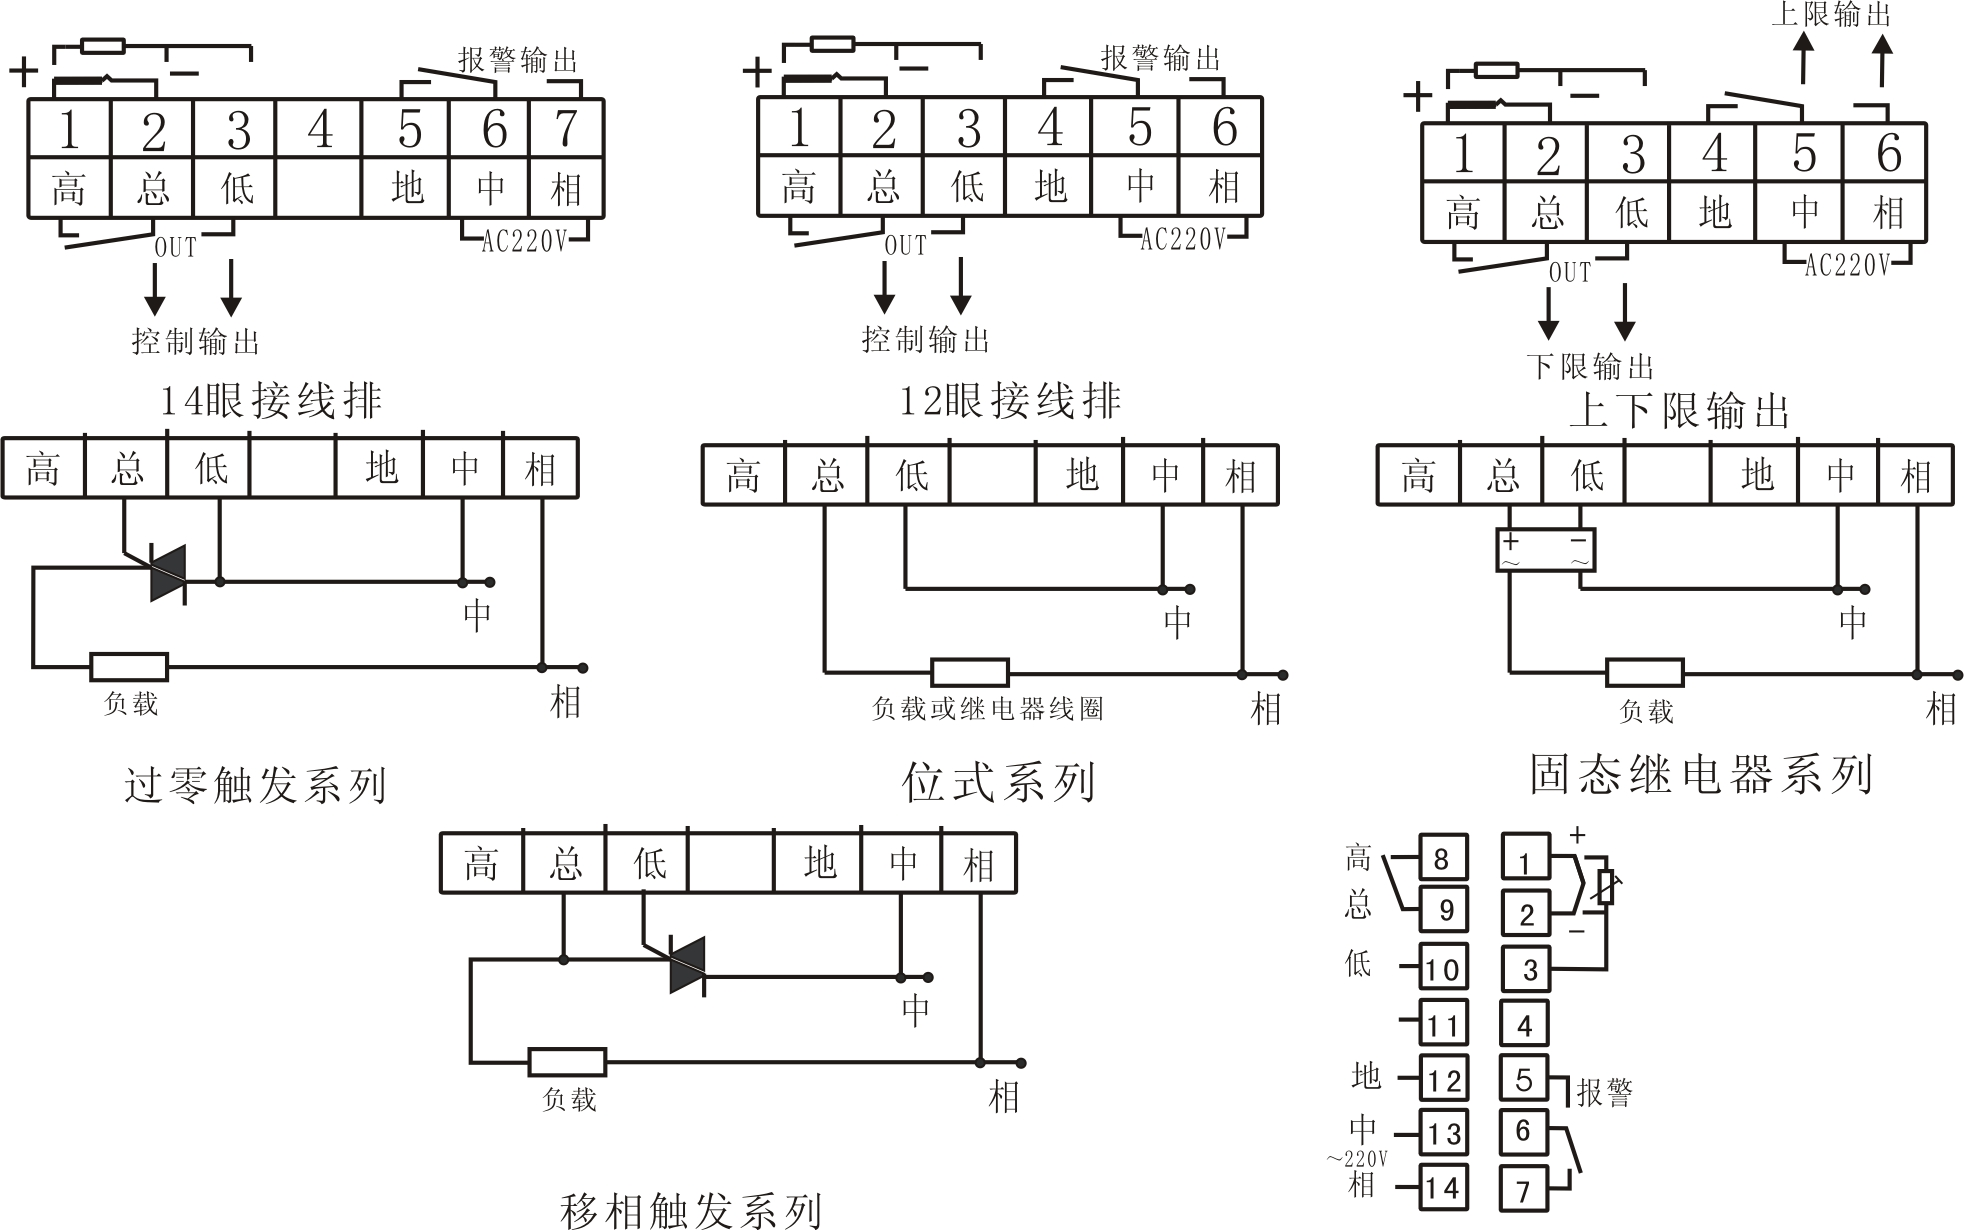 报警输出
+
−
1 2 3 4 5 6 7
高 总 低 地 中 相
OUT
AC220V
控制输出
14眼接线排
报警输出
+
−
1 2 3 4 5 6
高 总 低 地 中 相
OUT
AC220V
控制输出
12眼接线排
上限输出
+
−
1 2 3 4 5 6
高 总 低 地 中 相
OUT
AC220V
下限输出
上下限输出
高 总 低 地 中 相
中
负载
相
过零触发系列
高 总 低 地 中 相
中
负载或继电器线圈
相
位式系列
高 总 低 地 中 相
+ −
~ ~
中
负载
相
固态继电器系列
高 总 低 地 中 相
中
负载
相
移相触发系列
+
高 8 1
总 9 2
−
低 10 3
11 4
地 12 5
报警
中 13 6
~220V
相 14 7